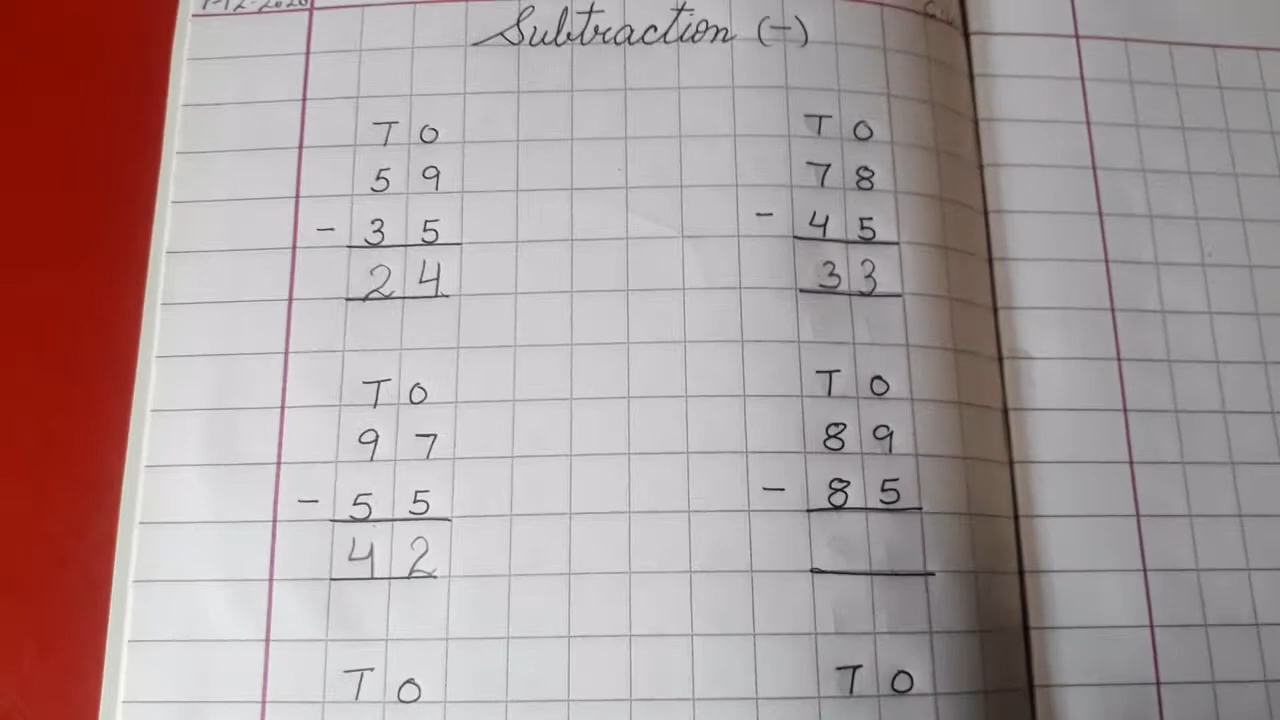 Subtraction (-)
T O T O
5 9 7 8
- 3 5 - 4 5
2 4 3 3
T O T O
9 7 8 9
- 5 5 - 8 5
4 2
T O T O